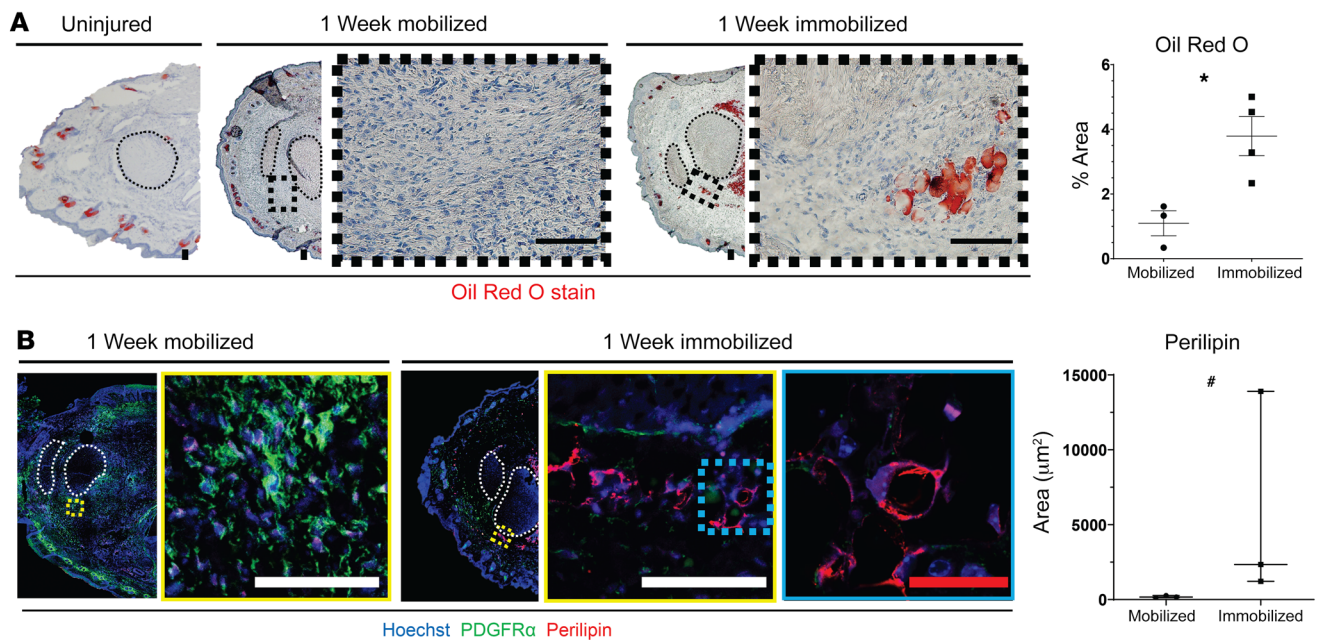 A
Uninjured
1 Week mobilized
1 Week immobilized
Oil Red O stain
Oil Red O
*
% Area
6
4
2
0
Mobilized
Immobilized
B
1 Week mobilized
1 Week immobilized
Hoechst PDGFRα Perilipin
Perilipin
#
Area (μm²)
15000
10000
5000
0
Mobilized
Immobilized